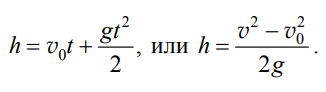 h = v₀t + gt²/2, или h = (v² − v₀²)/2g.